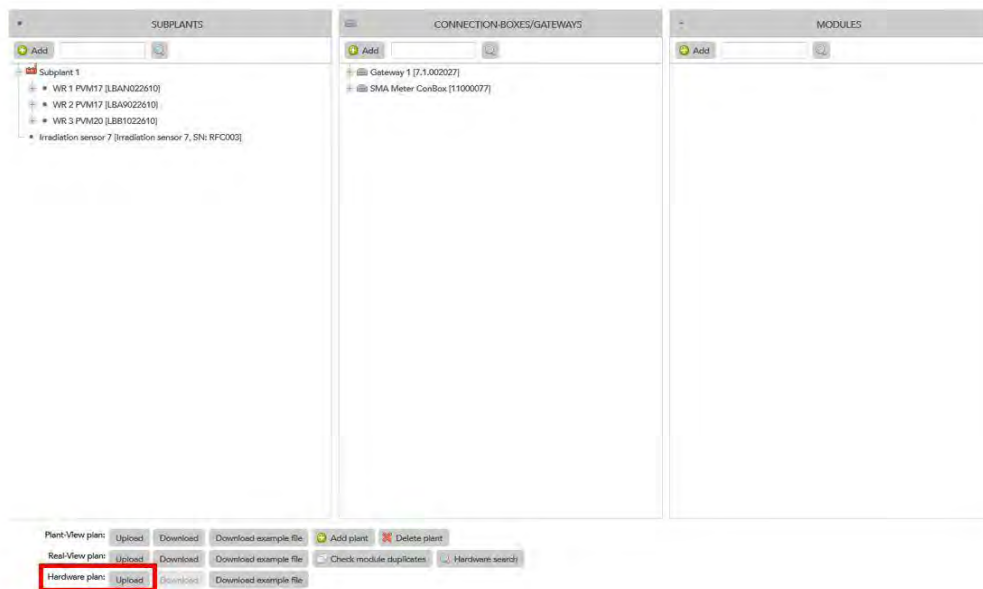 SUBPLANTS
Add
Subplant 1
WR 1 PVM17 [LBAN022610]
WR 2 PVM17 [LBA9022610]
WR 3 PVM20 [LBB1022610]
Irradiation sensor 7 [Irradiation sensor 7, SN: RFC003]
CONNECTION-BOXES/GATEWAYS
Add
Gateway 1 [7.1.002027]
SMA Meter ConBox [11000077]
MODULES
Add
Plant-View plan: Upload Download Download example file Add plant Delete plant
Real-View plan: Upload Download Download example file Check module duplicates Hardware search
Hardware plan: Upload Download Download example file